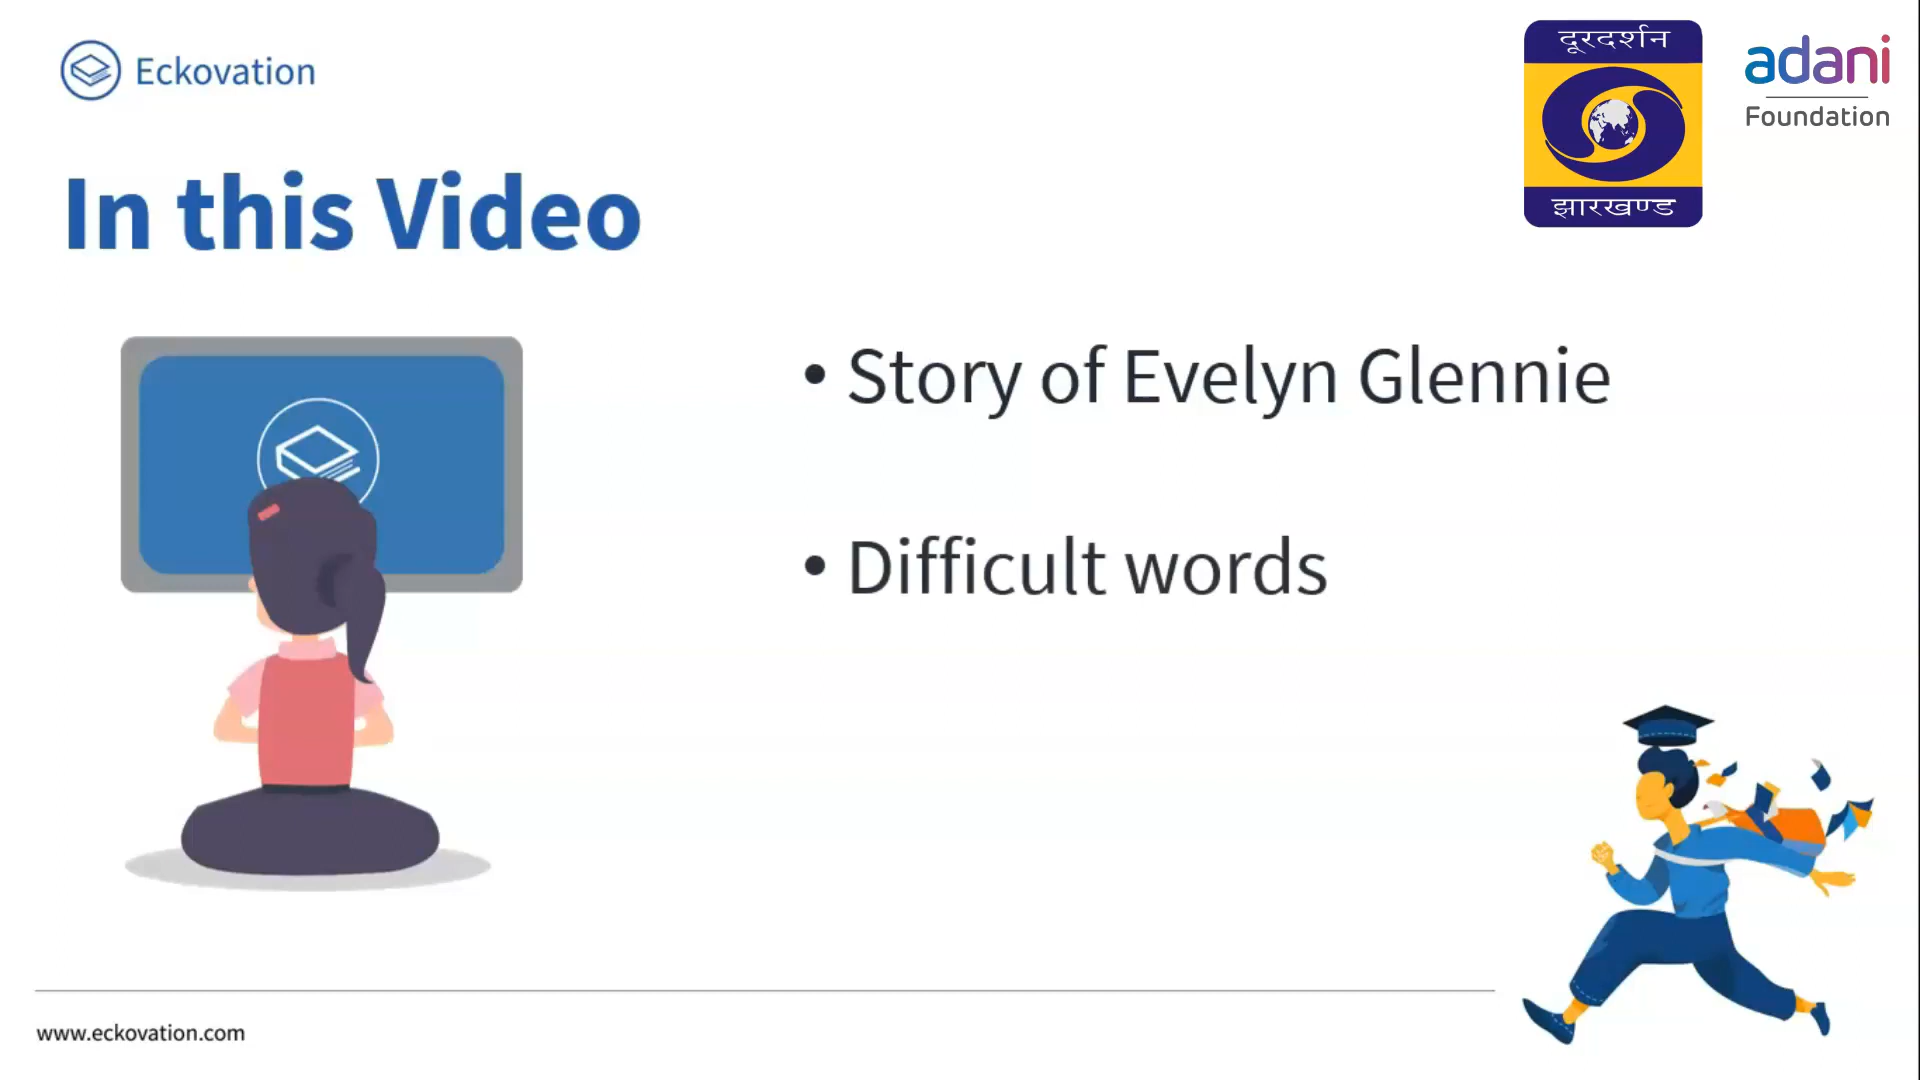 Eckovation
दूरदर्शन
झारखण्ड
adani
Foundation
In this Video
• Story of Evelyn Glennie
• Difficult words
www.eckovation.com